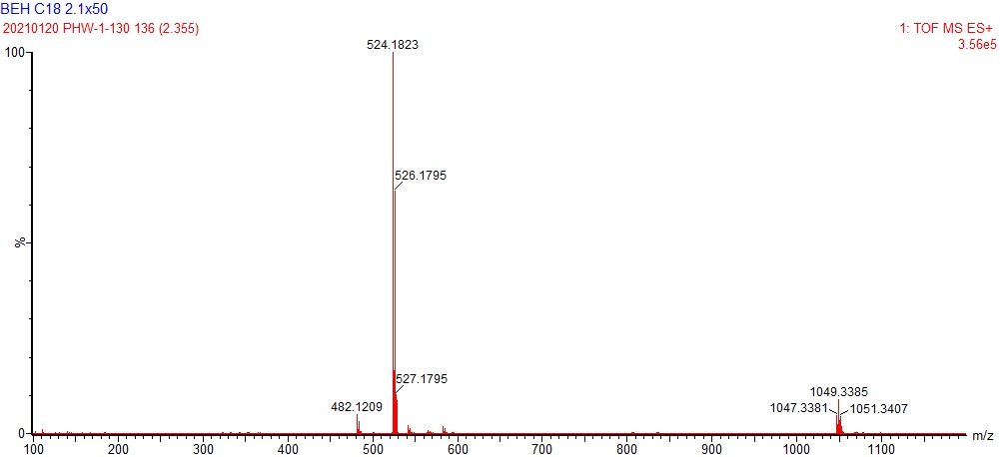 BEH C18 2.1x50
20210120 PHW-1-130 136 (2.355)
1: TOF MS ES+
3.56e5
100
524.1823
526.1795
%
527.1795
482.1209
1049.3385
1047.3381
1051.3407
0
100 200 300 400 500 600 700 800 900 1000 1100 m/z